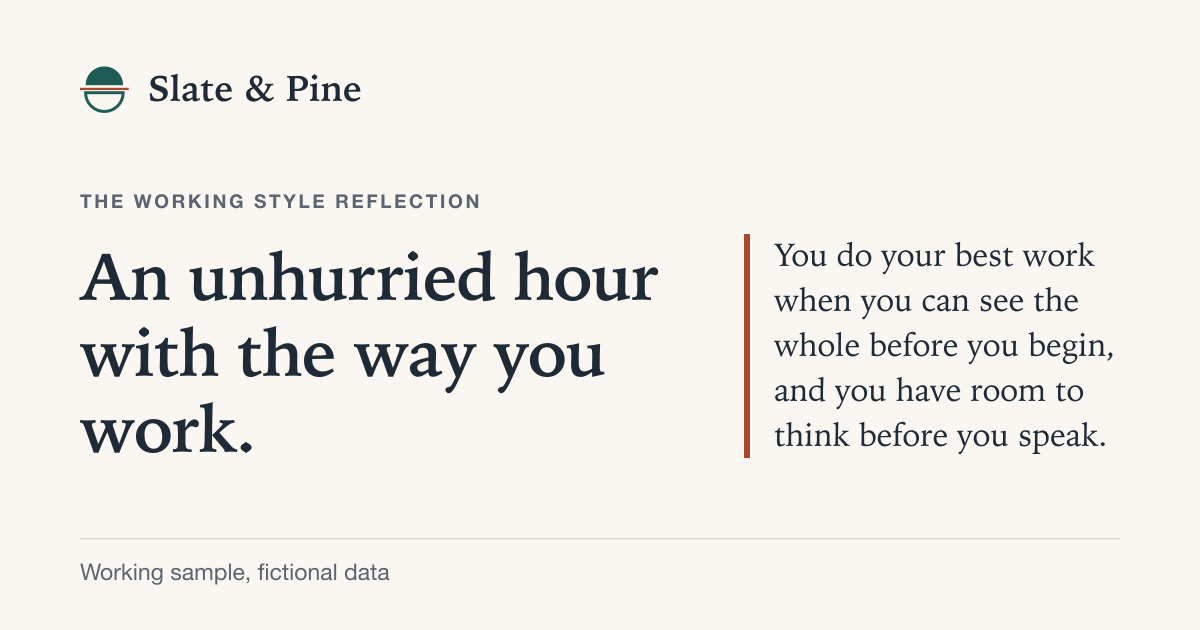 Slate & Pine
THE WORKING STYLE REFLECTION
An unhurried hour
with the way you
work.
You do your best work
when you can see the
whole before you begin,
and you have room to
think before you speak.
Working sample, fictional data